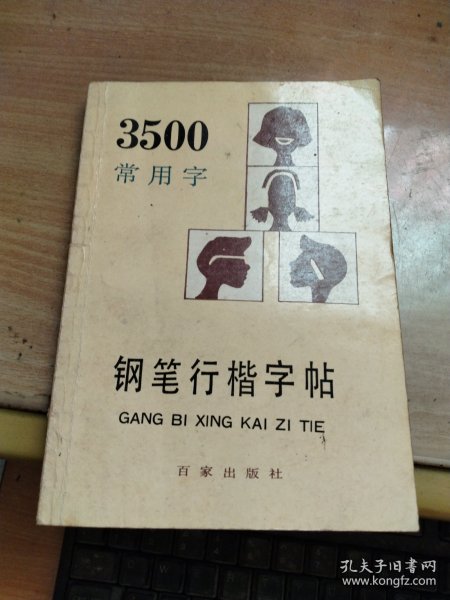 3500
常用字
钢笔行楷字帖
GANG BI XING KAI ZI TIE
百家出版社
孔夫子旧书网
www.kongfz.com